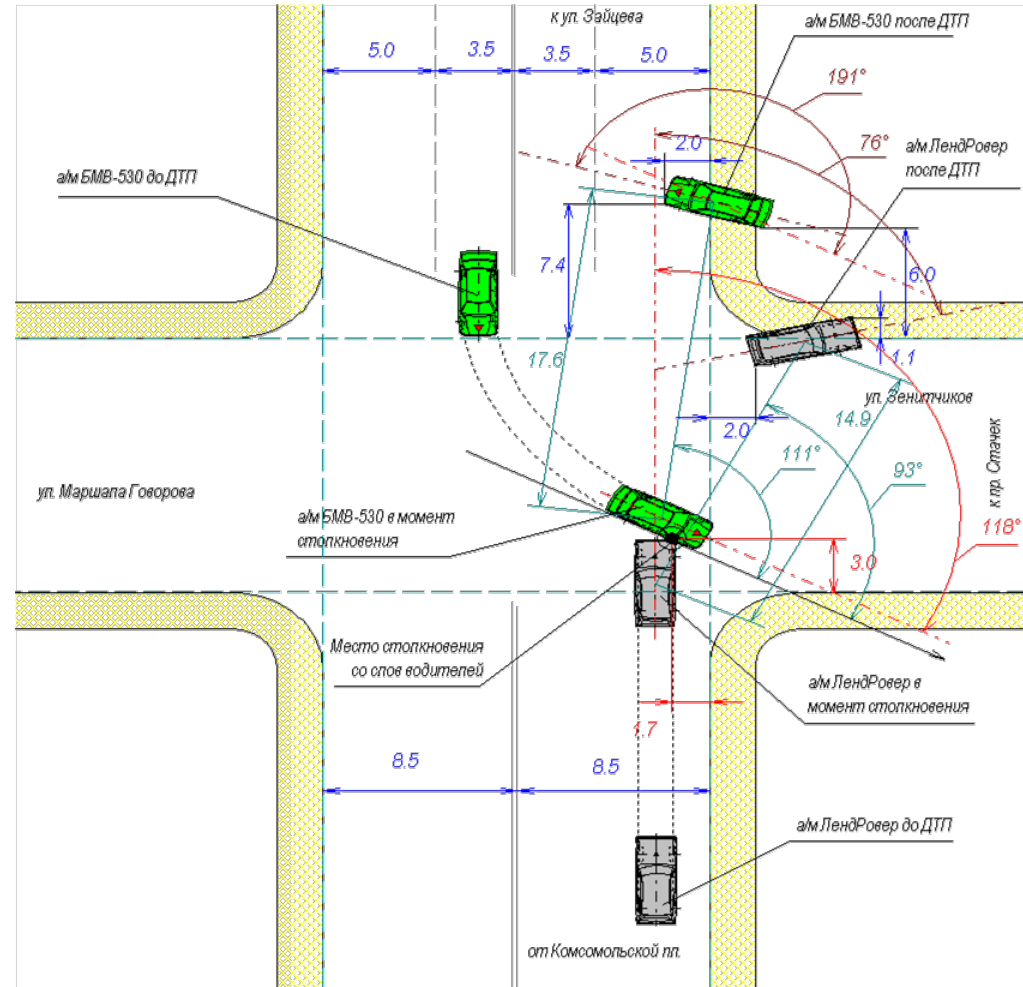 к ул. Зайцева
а/м БМВ-530 после ДТП
5.0
3.5
3.5
5.0
191°
76°
2.0
а/м ЛендРовер
после ДТП
а/м БМВ-530 до ДТП
7.4
6.0
17.6
1.1
ул. Зенитчиков
14.9
2.0
к пр. Стачек
111°
93°
ул. Маршала Говорова
а/м БМВ-530 в момент
столкновения
118°
3.0
Место столкновения
со слов водителей
а/м ЛендРовер в
момент столкновения
1.7
8.5
8.5
а/м ЛендРовер до ДТП
от Комсомольской пл.